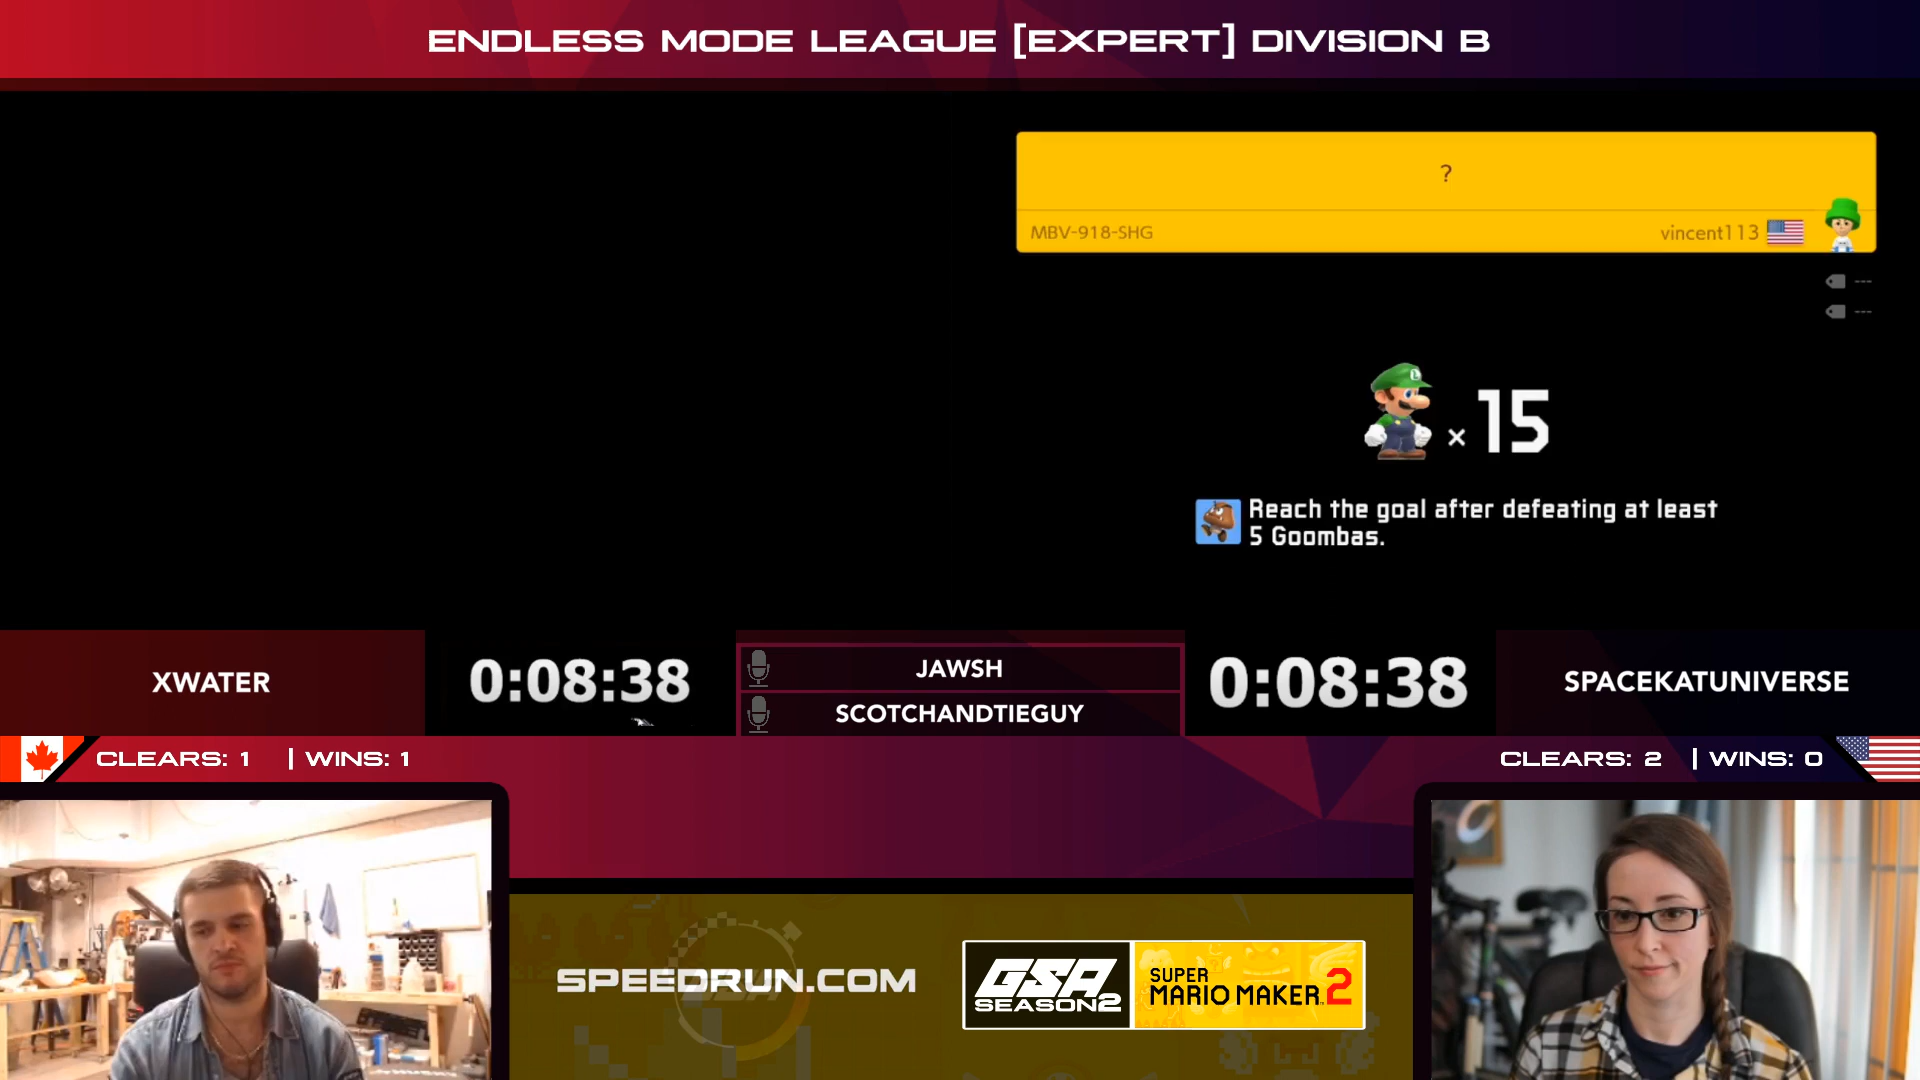 ENDLESS MODE LEAGUE [EXPERT] DIVISION B
?
MBV-918-SHG
vincent113
---
---
L
× 15
Reach the goal after defeating at least
5 Goombas.
XWATER
0:08:38
JAWSH
SCOTCHANDTIEGUY
0:08:38
SPACEKATUNIVERSE
CLEARS: 1 | WINS: 1
CLEARS: 2 | WINS: 0
SPEEDRUN.COM
GSA
SEASON2
SUPER
MARIO MAKER 2